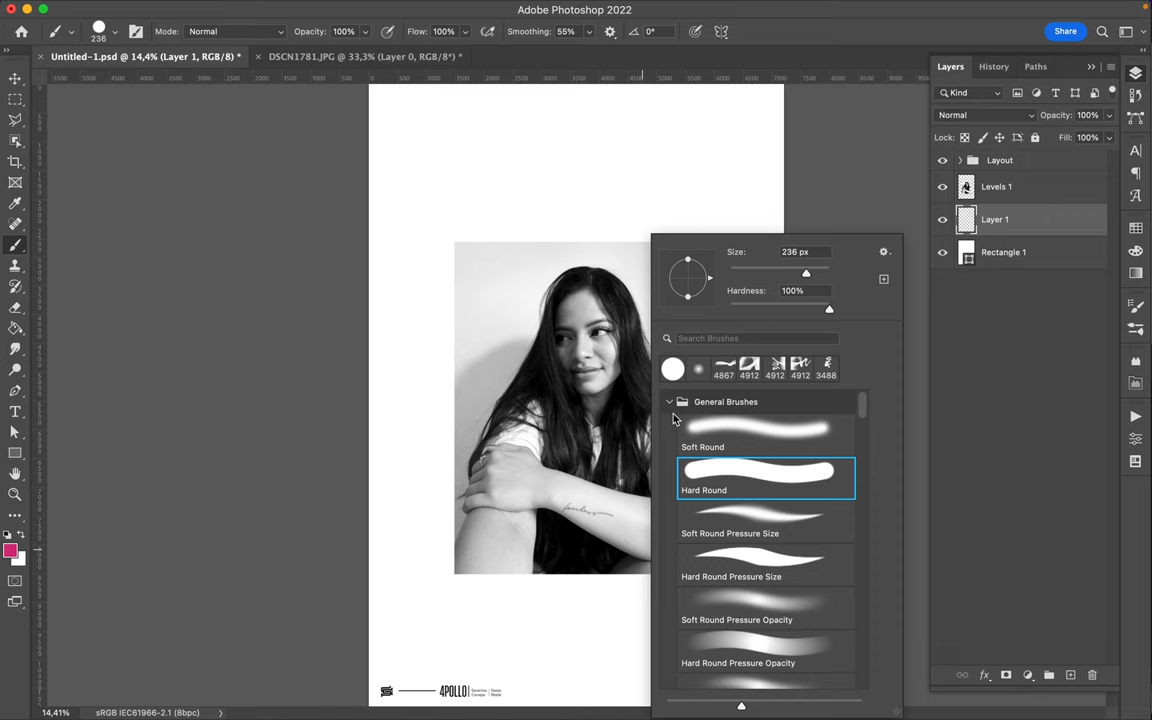 Adobe Photoshop 2022
236
Mode: Normal
Opacity: 100%
Flow: 100%
Smoothing: 55%
0°
Share
× Untitled-1.psd @ 14,4% (Layer 1, RGB/8) *
× DSCN1781.JPG @ 33,3% (Layer 0, RGB/8*) *
Layers History Paths
Kind
Normal
Opacity: 100%
Lock:
Fill: 100%
Layout
Levels 1
Layer 1
Rectangle 1
Size: 236 px
Hardness: 100%
Search Brushes
4867 4912 4912 4912 3488
General Brushes
Soft Round
Hard Round
Soft Round Pressure Size
Hard Round Pressure Size
Soft Round Pressure Opacity
Hard Round Pressure Opacity
4POLLO
14,41% sRGB IEC61966-2.1 (8bpc)